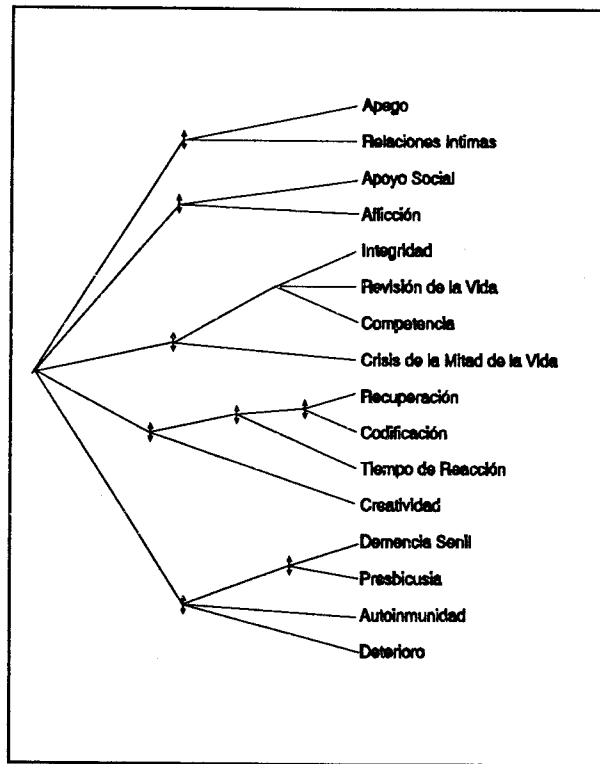 Apego
Relaciones Intimas
Apoyo Social
Aflicción
Integridad
Revisión de la Vida
Competencia
Crisis de la Mitad de la Vida
Recuperación
Codificación
Tiempo de Reacción
Creatividad
Demencia Senil
Presbicusia
Autoinmunidad
Deterioro